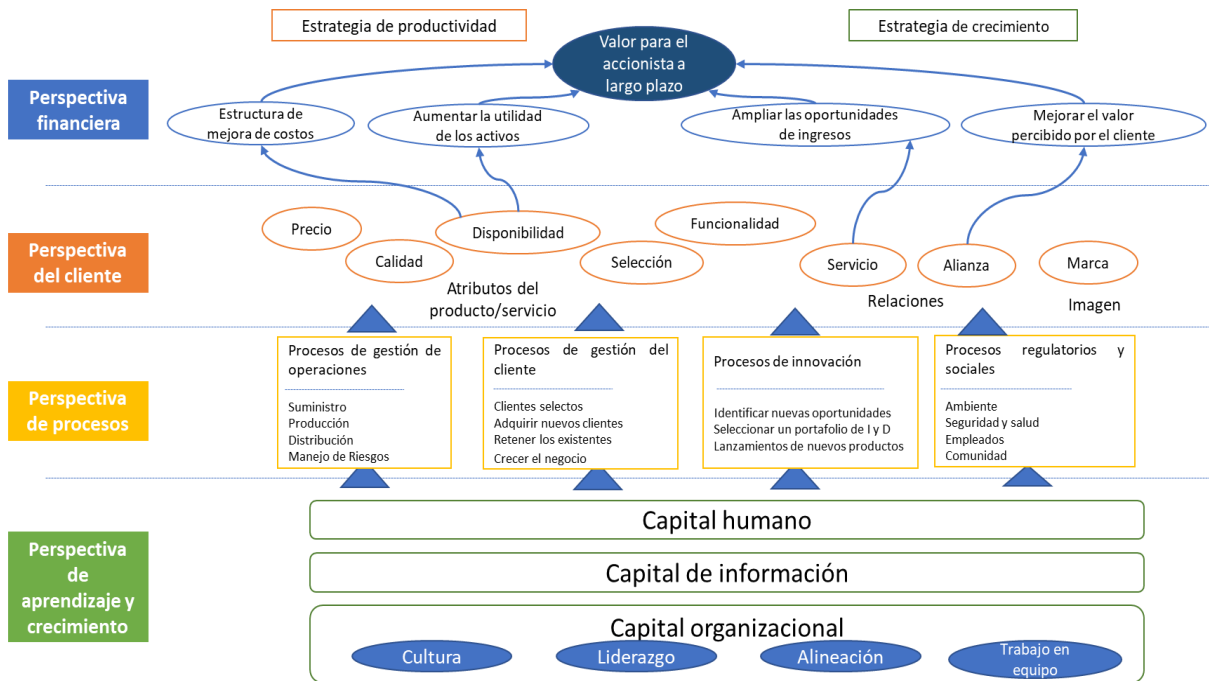 Estrategia de productividad
Estrategia de crecimiento
Valor para el
accionista a
largo plazo
Perspectiva
financiera
Estructura de
mejora de costos
Aumentar la utilidad
de los activos
Ampliar las oportunidades
de ingresos
Mejorar el valor
percibido por el cliente
Perspectiva
del cliente
Precio
Calidad
Disponibilidad
Selección
Funcionalidad
Servicio
Alianza
Marca
Atributos del
producto/servicio
Relaciones
Imagen
Perspectiva
de procesos
Procesos de gestión de
operaciones
Suministro
Producción
Distribución
Manejo de Riesgos
Procesos de gestión del
cliente
Clientes selectos
Adquirir nuevos clientes
Retener los existentes
Crecer el negocio
Procesos de innovación
Identificar nuevas oportunidades
Seleccionar un portafolio de I y D
Lanzamientos de nuevos productos
Procesos regulatorios y
sociales
Ambiente
Seguridad y salud
Empleados
Comunidad
Perspectiva
de
aprendizaje y
crecimiento
Capital humano
Capital de información
Capital organizacional
Cultura
Liderazgo
Alineación
Trabajo en
equipo